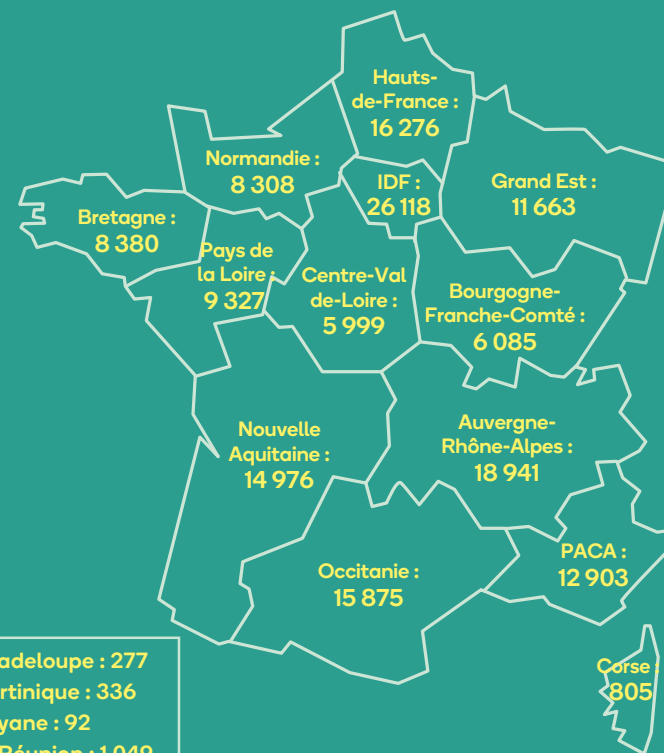 Hauts-
de-France :
16 276
Normandie :
8 308
IDF :
26 118
Grand Est :
11 663
Bretagne :
8 380
Pays de
la Loire :
9 327
Centre-Val
de-Loire :
5 999
Bourgogne-
Franche-Comté :
6 085
Nouvelle
Aquitaine :
14 976
Auvergne-
Rhône-Alpes :
18 941
Occitanie :
15 875
PACA :
12 903
Corse :
805
adeloupe : 277
rtinique : 336
yane : 92
Réunion : 1 049